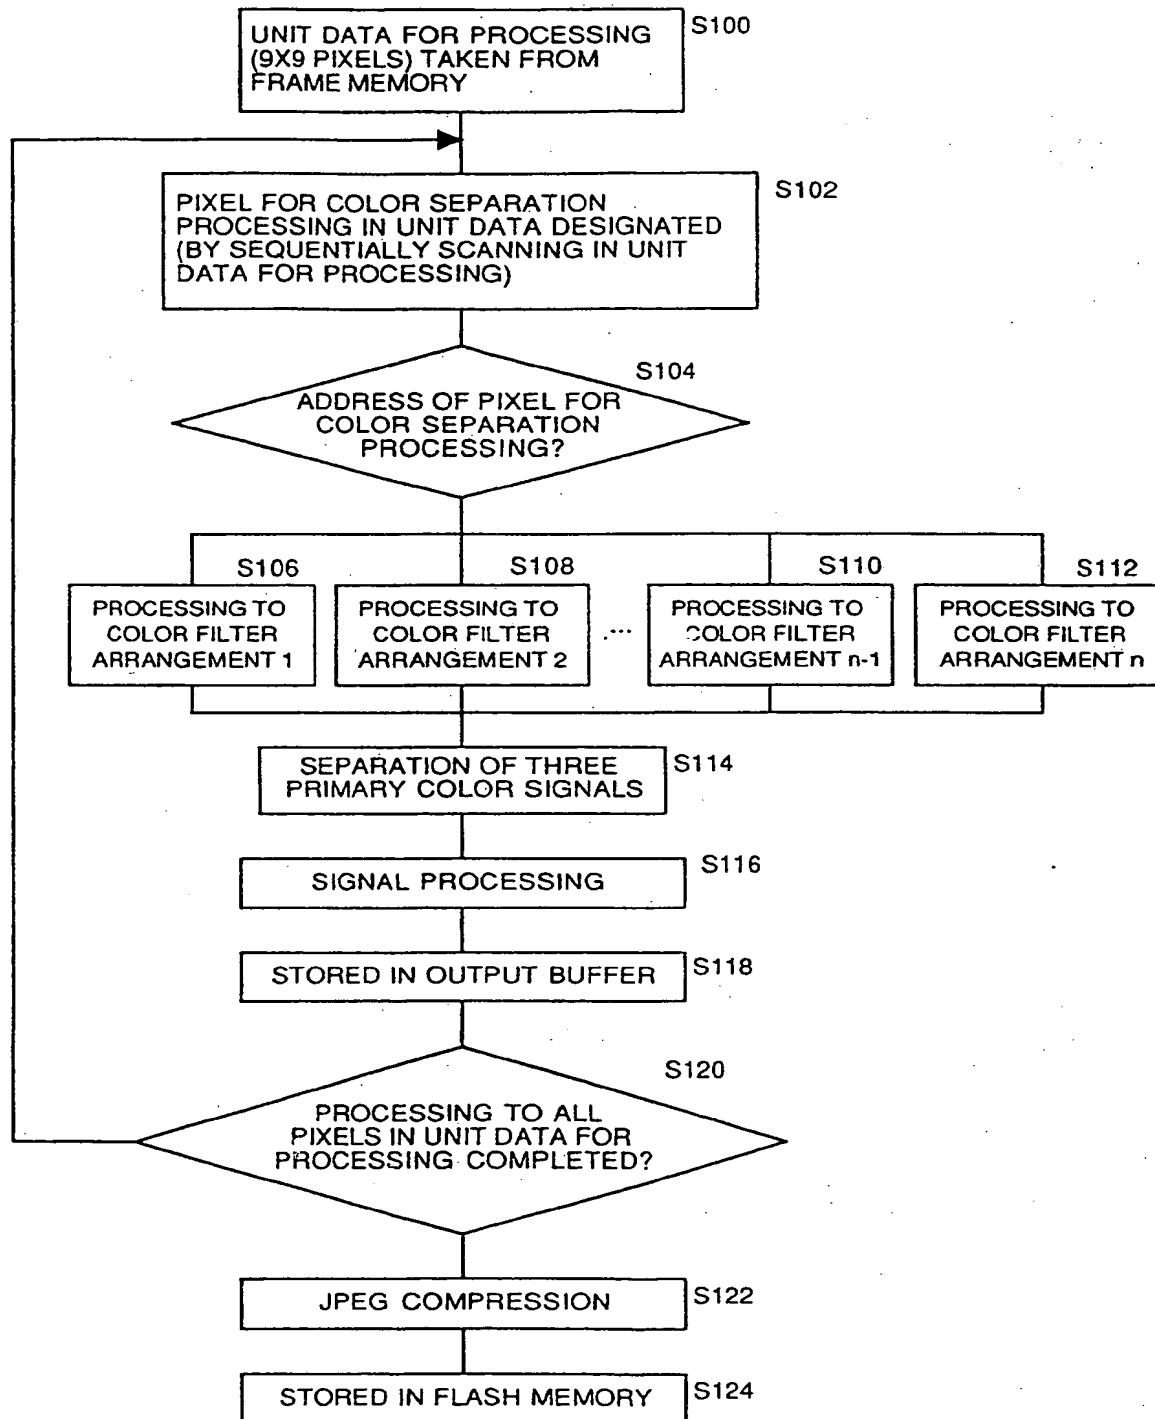 S100
UNIT DATA FOR PROCESSING
(9X9 PIXELS) TAKEN FROM
FRAME MEMORY
S102
PIXEL FOR COLOR SEPARATION
PROCESSING IN UNIT DATA DESIGNATED
(BY SEQUENTIALLY SCANNING IN UNIT
DATA FOR PROCESSING)
S104
ADDRESS OF PIXEL FOR
COLOR SEPARATION
PROCESSING?
S106
PROCESSING TO
COLOR FILTER
ARRANGEMENT 1
S108
PROCESSING TO
COLOR FILTER
ARRANGEMENT 2
...
S110
PROCESSING TO
COLOR FILTER
ARRANGEMENT n-1
S112
PROCESSING TO
COLOR FILTER
ARRANGEMENT n
S114
SEPARATION OF THREE
PRIMARY COLOR SIGNALS
S116
SIGNAL PROCESSING
S118
STORED IN OUTPUT BUFFER
S120
PROCESSING TO ALL
PIXELS IN UNIT DATA FOR
PROCESSING COMPLETED?
S122
JPEG COMPRESSION
S124
STORED IN FLASH MEMORY